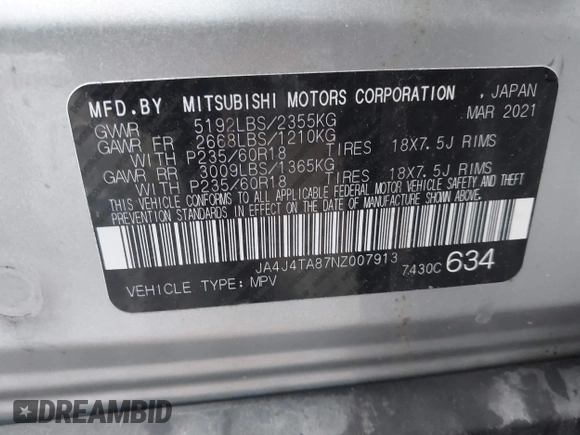 MFD.BY MITSUBISHI MOTORS CORPORATION , JAPAN
MAR 2021
GVWR 5192LBS/2355KG
GAWR FR 2668LBS/1210KG
WITH P235/60R18 TIRES 18X7.5J RIMS
GAWR RR 3009LBS/1365KG
WITH P235/60R18 TIRES 18X7.5J RIMS
THIS VEHICLE CONFORMS TO ALL APPLICABLE FEDERAL MOTOR VEHICLE SAFETY AND THEFT
PREVENTION STANDARDS IN EFFECT ON THE DATE OF MANUFACTURE SHOWN ABOVE.
JA4J4TA87NZ007913
7430C 634
VEHICLE TYPE: MPV
DREAMBID